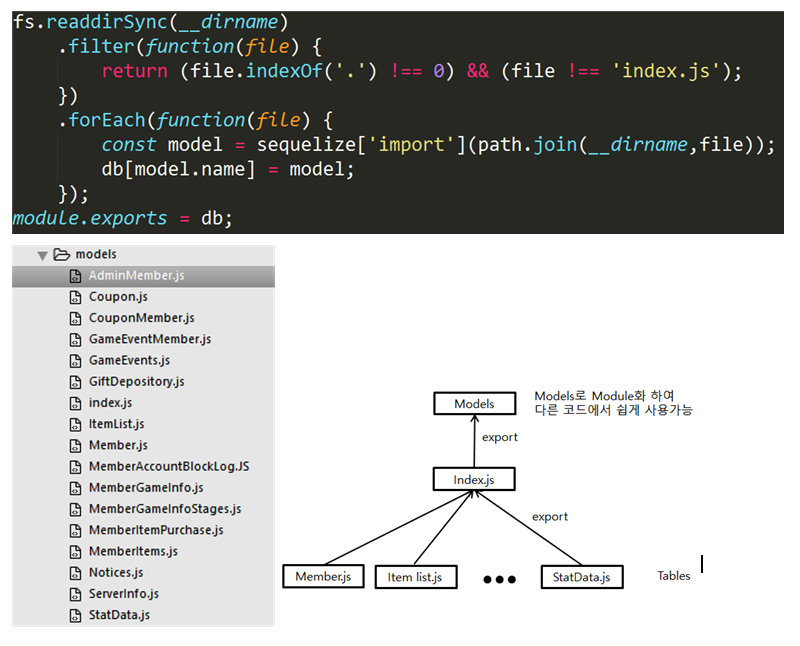 fs.readdirSync(__dirname)
.filter(function(file) {
return (file.indexOf('.') !== 0) && (file !== 'index.js');
})
.forEach(function(file) {
const model = sequelize['import'](path.join(__dirname,file));
db[model.name] = model;
});
module.exports = db;
models
AdminMember.js
Coupon.js
CouponMember.js
GameEventMember.js
GameEvents.js
GiftDepository.js
index.js
ItemList.js
Member.js
MemberAccountBlockLog.JS
MemberGameInfo.js
MemberGameInfoStages.js
MemberItemPurchase.js
MemberItems.js
Notices.js
ServerInfo.js
StatData.js
Models
Models로 Module화 하여
다른 코드에서 쉽게 사용가능
export
Index.js
export
Member.js
Item list.js
StatData.js
Tables